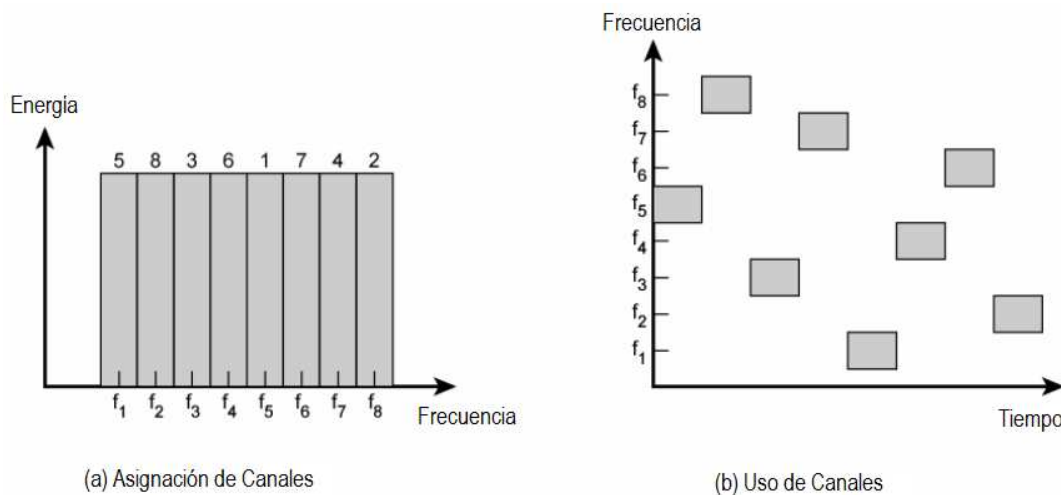 Energía
5 8 3 6 1 7 4 2
f1 f2 f3 f4 f5 f6 f7 f8
Frecuencia
(a) Asignación de Canales
Frecuencia
f8
f7
f6
f5
f4
f3
f2
f1
Tiempo
(b) Uso de Canales